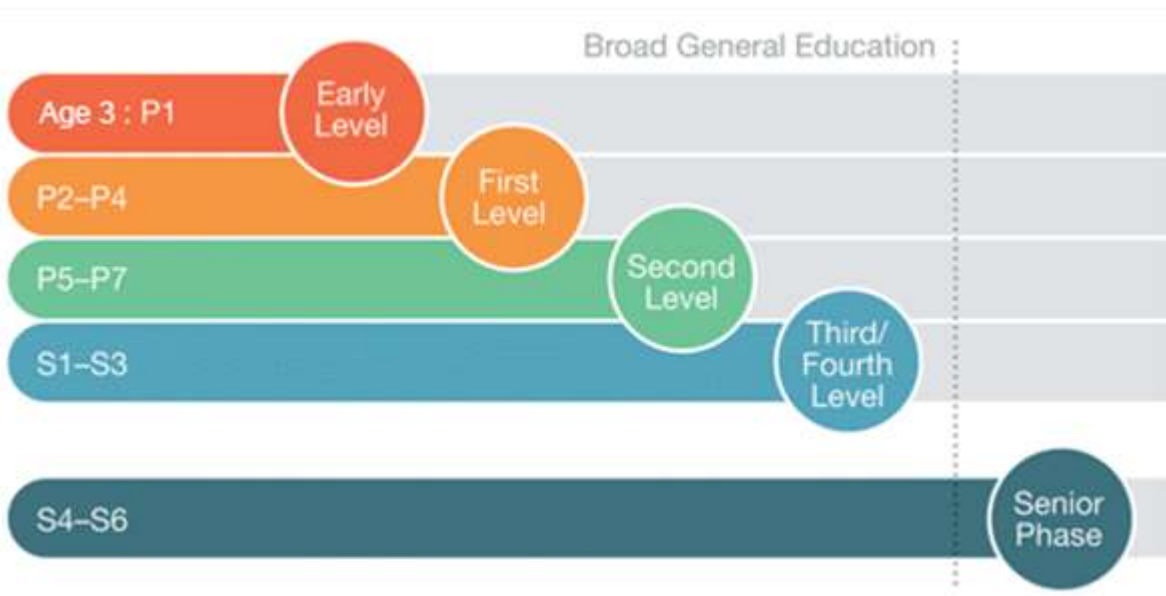 Broad General Education
Age 3 : P1
Early
Level
P2–P4
First
Level
P5–P7
Second
Level
S1–S3
Third/
Fourth
Level
S4–S6
Senior
Phase